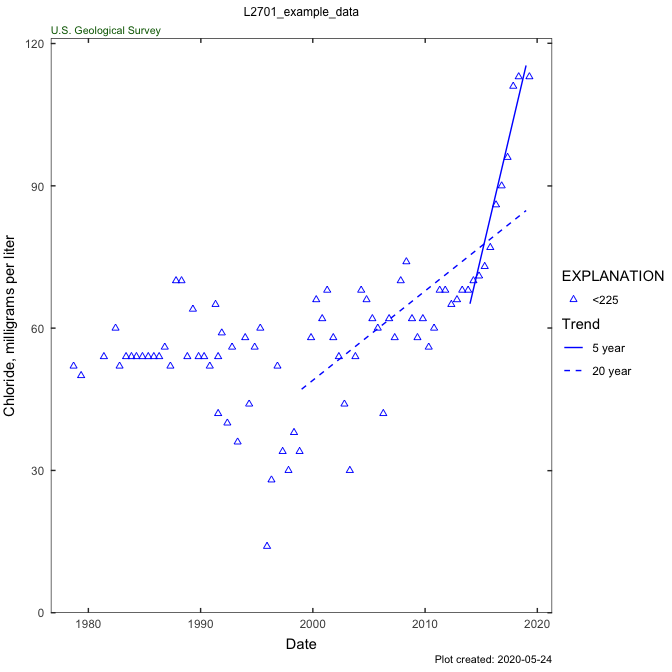 L2701_example_data
U.S. Geological Survey
120
90
60
30
0
Chloride, milligrams per liter
1980 1990 2000 2010 2020
Date
EXPLANATION
<225
Trend
5 year
20 year
Plot created: 2020-05-24